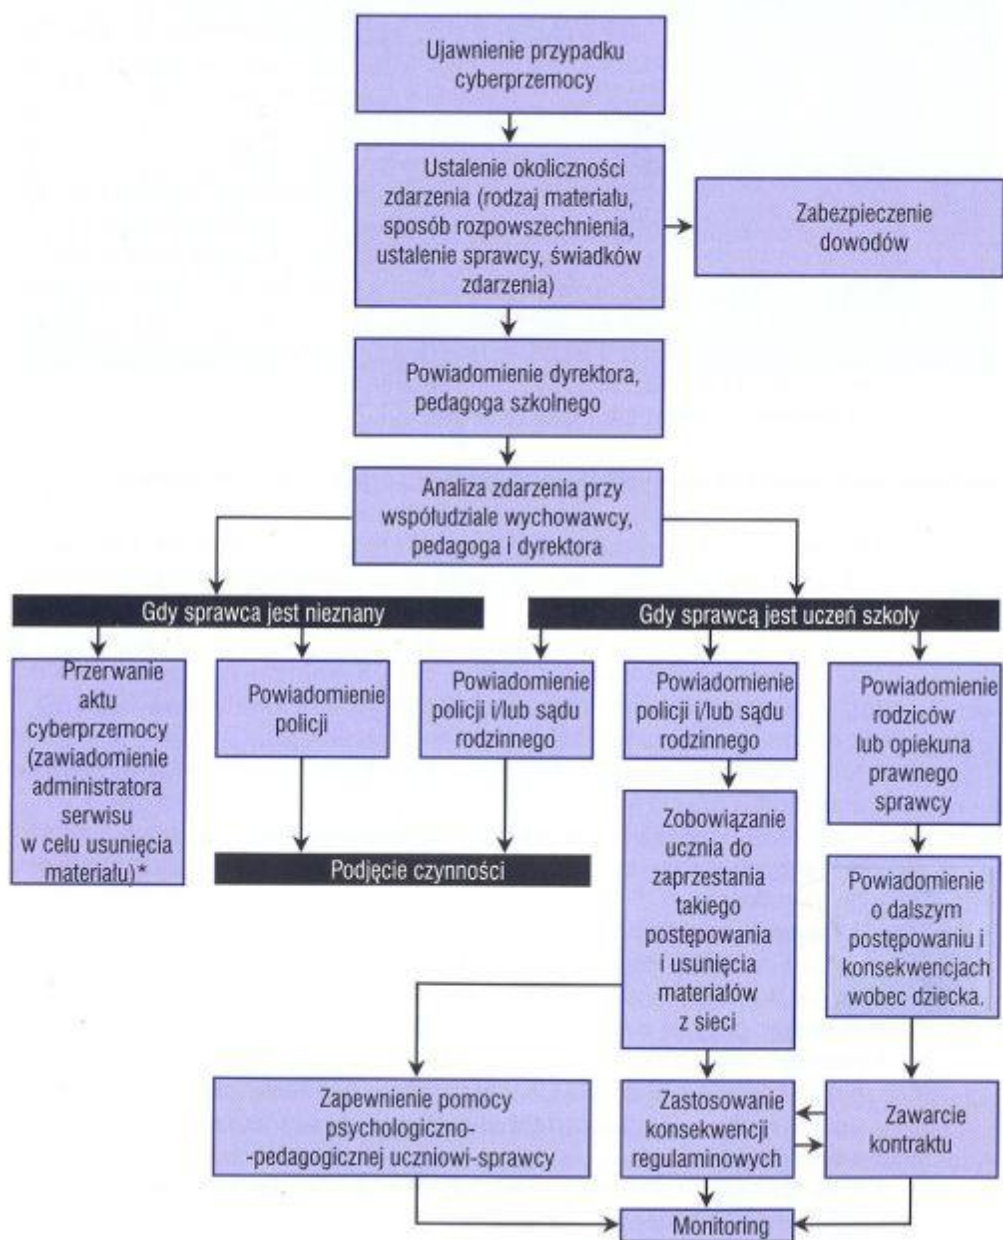 Ujawnienie przypadku
cyberprzemocy
Ustalenie okoliczności
zdarzenia (rodzaj materiału,
sposób rozpowszechnienia,
ustalenie sprawcy, świadków
zdarzenia)
Zabezpieczenie
dowodów
Powiadomienie dyrektora,
pedagoga szkolnego
Analiza zdarzenia przy
współudziale wychowawcy,
pedagoga i dyrektora
Gdy sprawca jest nieznany
Gdy sprawcą jest uczeń szkoły
Przerwanie
aktu
cyberprzemocy
(zawiadomienie
administratora
serwisu
w celu usunięcia
materiału)*
Powiadomienie
policji
Powiadomienie
policji i/lub sądu
rodzinnego
Powiadomienie
policji i/lub sądu
rodzinnego
Powiadomienie
rodziców
lub opiekuna
prawnego
sprawcy
Podjęcie czynności
Zobowiązanie
ucznia do
zaprzestania
takiego
postępowania
i usunięcia
materiałów
z sieci
Powiadomienie
o dalszym
postępowaniu i
konsekwencjach
wobec dziecka.
Zapewnienie pomocy
psychologiczno-
-pedagogicznej uczniowi-sprawcy
Zastosowanie
konsekwencji
regulaminowych
Zawarcie
kontraktu
Monitoring